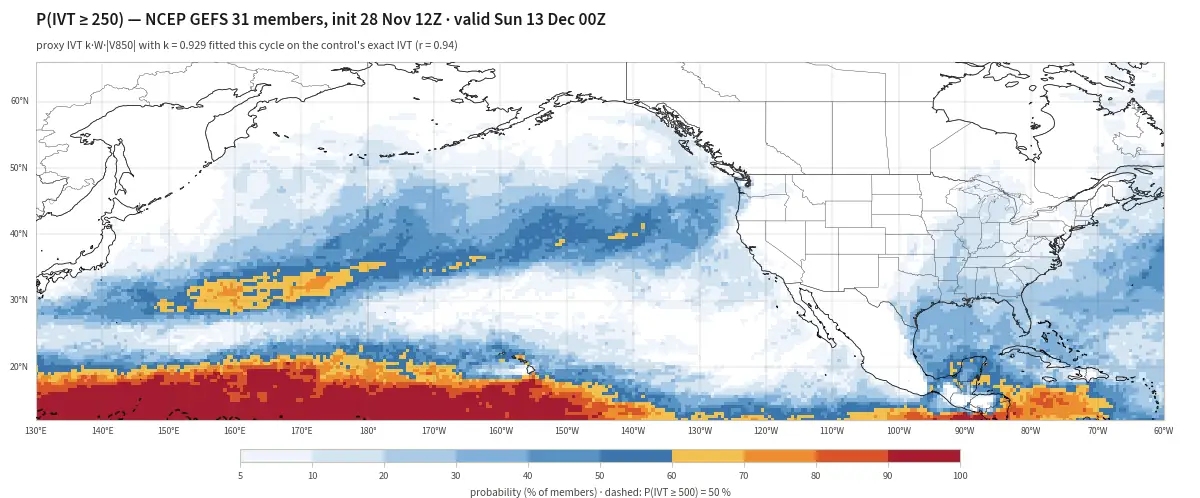 P(IVT ≥ 250) — NCEP GEFS 31 members, init 28 Nov 12Z · valid Sun 13 Dec 00Z
proxy IVT k·W·|V850| with k = 0.929 fitted this cycle on the control's exact IVT (r = 0.94)
60°N
50°N
40°N
30°N
20°N
130°E 140°E 150°E 160°E 170°E 180° 170°W 160°W 150°W 140°W 130°W 120°W 110°W 100°W 90°W 80°W 70°W 60°W
5 10 20 30 40 50 60 70 80 90 100
probability (% of members) · dashed: P(IVT ≥ 500) = 50 %